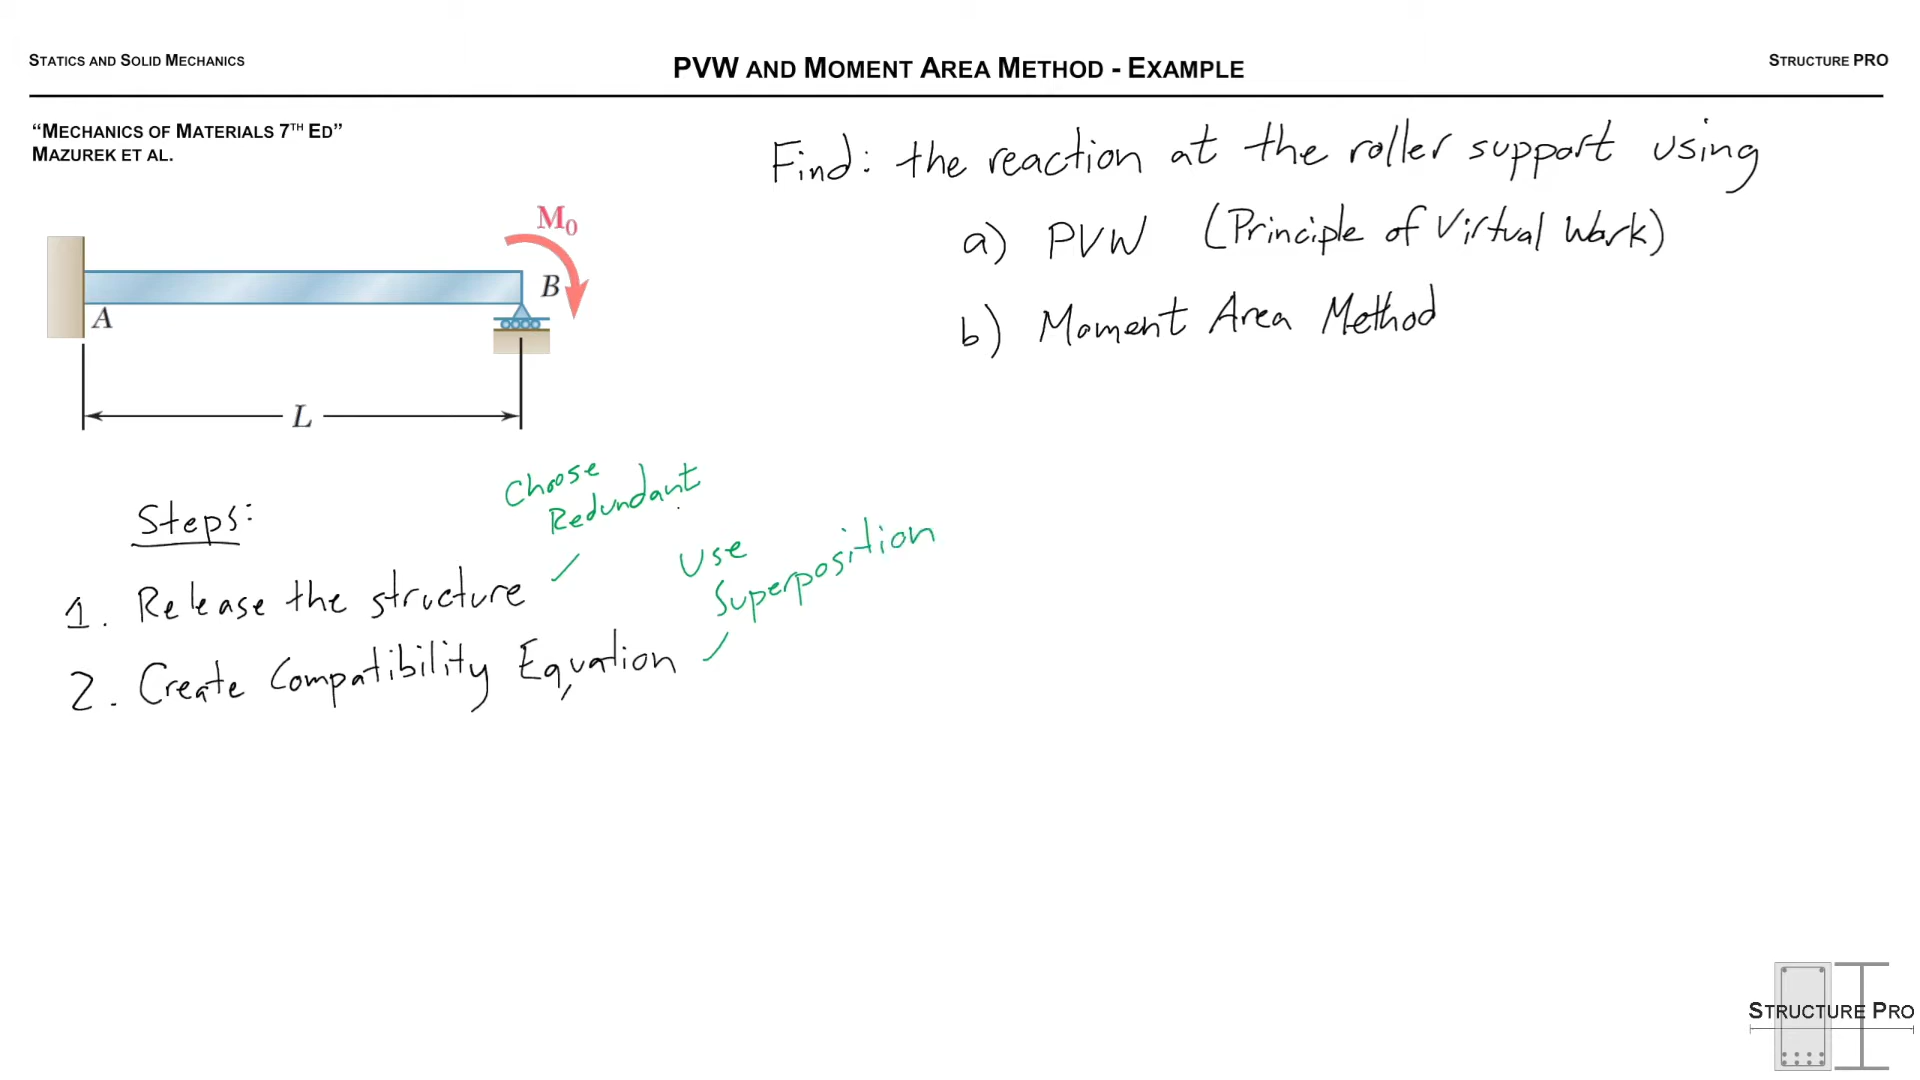 STATICS AND SOLID MECHANICS
PVW AND MOMENT AREA METHOD - EXAMPLE
STRUCTURE PRO
“MECHANICS OF MATERIALS 7TH ED”
MAZUREK ET AL.
Find: the reaction at the roller support using
a) PVW (Principle of Virtual Work)
b) Moment Area Method
M0
B
A
L
Steps:
Choose
Redundant
1. Release the structure
Use
Superposition
2. Create Compatibility Equation
STRUCTURE PRO